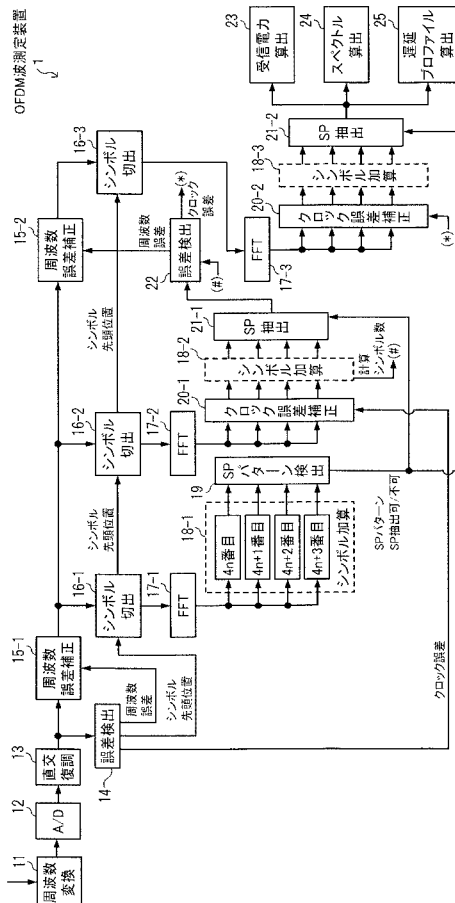 OFDM波測定装置
1
11
周波数
変換
12
A/D
13
直交
復調
14
誤差検出
周波数
誤差
シンボル
先頭位置
クロック誤差
15-1
周波数
誤差補正
16-1
シンボル
切出
17-1
FFT
18-1
4n番目
4n+1番目
4n+2番目
4n+3番目
シンボル加算
19
SPパターン検出
SPパターン
SP抽出可/不可
シンボル
先頭位置
16-2
シンボル
切出
17-2
FFT
20-1
クロック誤差補正
18-2
シンボル加算
計算
シンボル数
(#)
21-1
SP抽出
22
誤差検出
(#)
周波数
誤差
(*)
クロック
誤差
シンボル
先頭位置
15-2
周波数
誤差補正
16-3
シンボル
切出
17-3
FFT
20-2
クロック誤差補正
(*)
18-3
シンボル加算
21-2
SP抽出
23
受信電力
算出
24
スペクトル
算出
25
遅延
プロファイル
算出